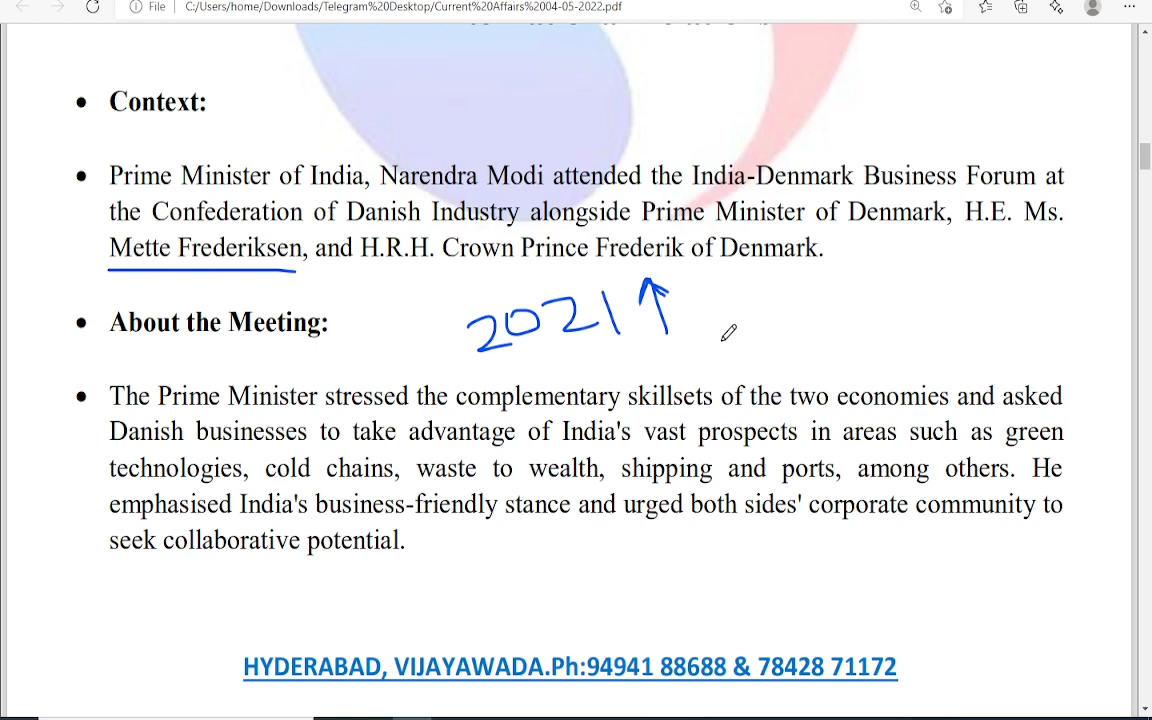 File
C:/Users/home/Downloads/Telegram%20Desktop/Current%20Affairs%2004-05-2022.pdf
• Context:
• Prime Minister of India, Narendra Modi attended the India-Denmark Business Forum at
the Confederation of Danish Industry alongside Prime Minister of Denmark, H.E. Ms.
Mette Frederiksen, and H.R.H. Crown Prince Frederik of Denmark.
2021↑
• About the Meeting:
• The Prime Minister stressed the complementary skillsets of the two economies and asked
Danish businesses to take advantage of India's vast prospects in areas such as green
technologies, cold chains, waste to wealth, shipping and ports, among others. He
emphasised India's business-friendly stance and urged both sides' corporate community to
seek collaborative potential.
HYDERABAD, VIJAYAWADA.Ph:94941 88688 & 78428 71172